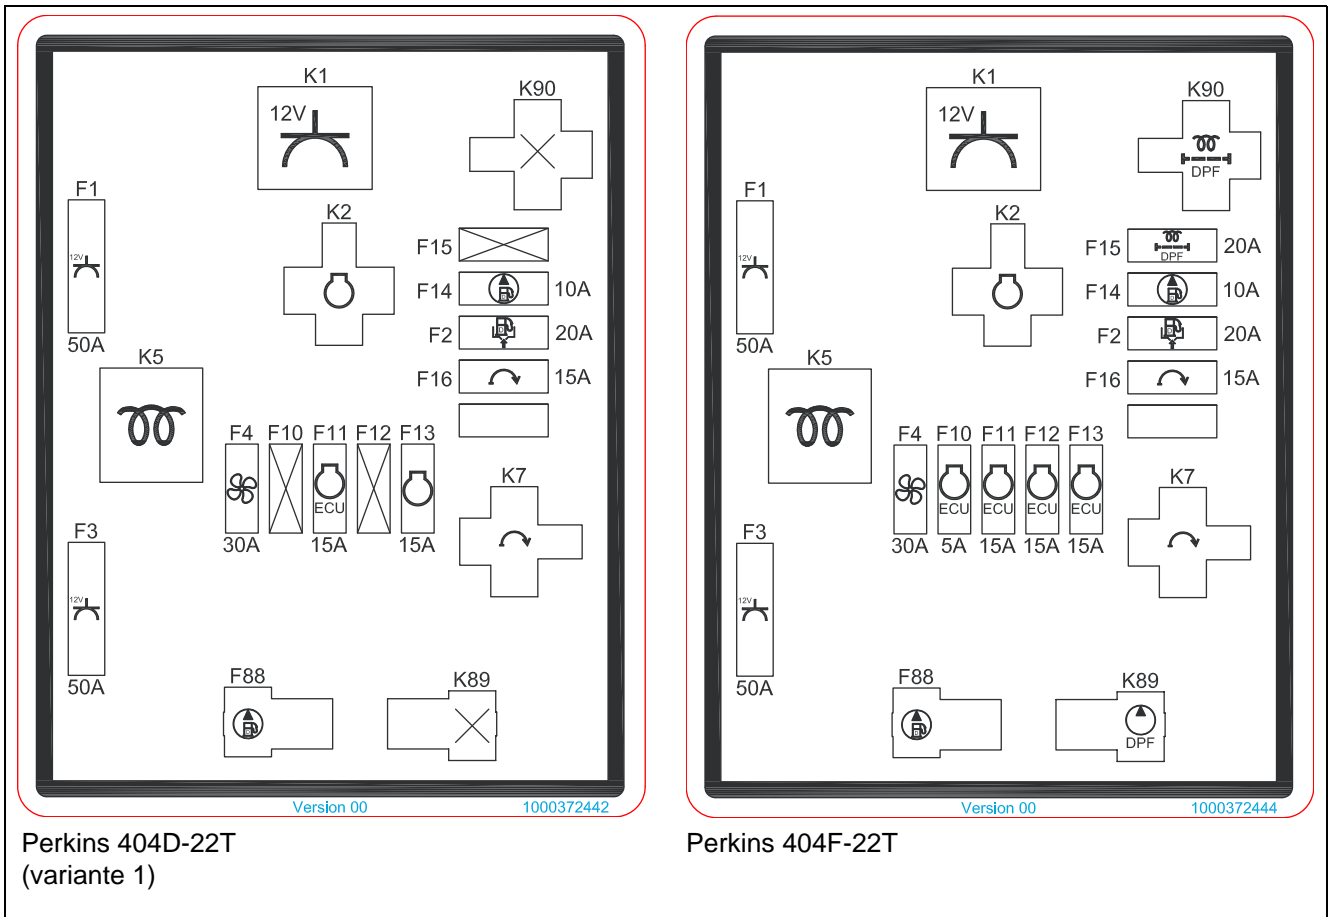 K1
12V
K90
F1
12V
50A
K2
F15
F14 10A
F2 20A
F16 15A
K5
F4 F10 F11 F12 F13
ECU
30A 15A 15A
K7
F3
12V
50A
F88
K89
Version 00
1000372442
Perkins 404D-22T
(variante 1)
K1
12V
K90
DPF
F1
12V
50A
K2
F15 DPF 20A
F14 10A
F2 20A
F16 15A
K5
F4 F10 F11 F12 F13
ECU ECU ECU ECU
30A 5A 15A 15A 15A
K7
F3
12V
50A
F88
K89
DPF
Version 00
1000372444
Perkins 404F-22T